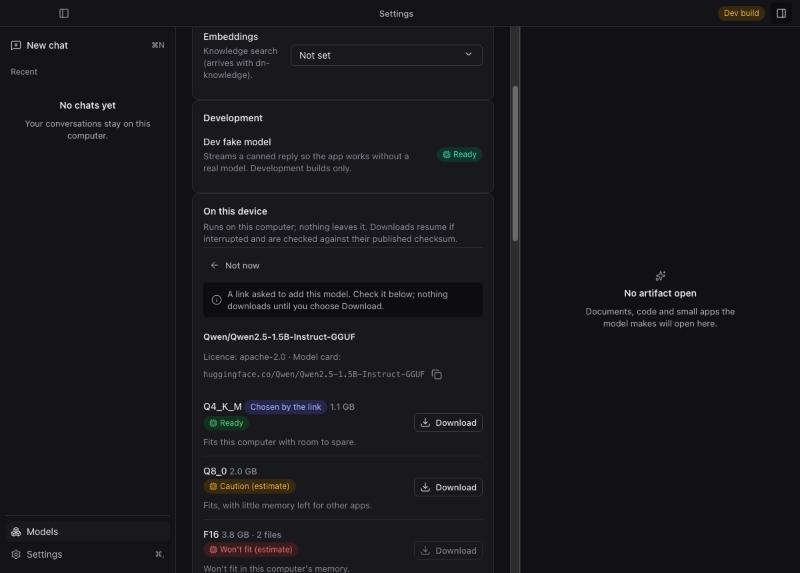 Settings
Dev build
New chat
⌘N
Recent
No chats yet
Your conversations stay on this
computer.
Models
Settings
⌘,
Embeddings
Knowledge search
(arrives with dn-
knowledge).
Not set
Development
Dev fake model
Streams a canned reply so the app works without a
real model. Development builds only.
Ready
On this device
Runs on this computer; nothing leaves it. Downloads resume if
interrupted and are checked against their published checksum.
Not now
A link asked to add this model. Check it below; nothing
downloads until you choose Download.
Qwen/Qwen2.5-1.5B-Instruct-GGUF
Licence: apache-2.0 · Model card:
huggingface.co/Qwen/Qwen2.5-1.5B-Instruct-GGUF
Q4_K_M Chosen by the link 1.1 GB
Ready
Download
Fits this computer with room to spare.
Q8_0 2.0 GB
Caution (estimate)
Download
Fits, with little memory left for other apps.
F16 3.8 GB · 2 files
Won't fit (estimate)
Download
Won't fit in this computer's memory.
No artifact open
Documents, code and small apps the
model makes will open here.